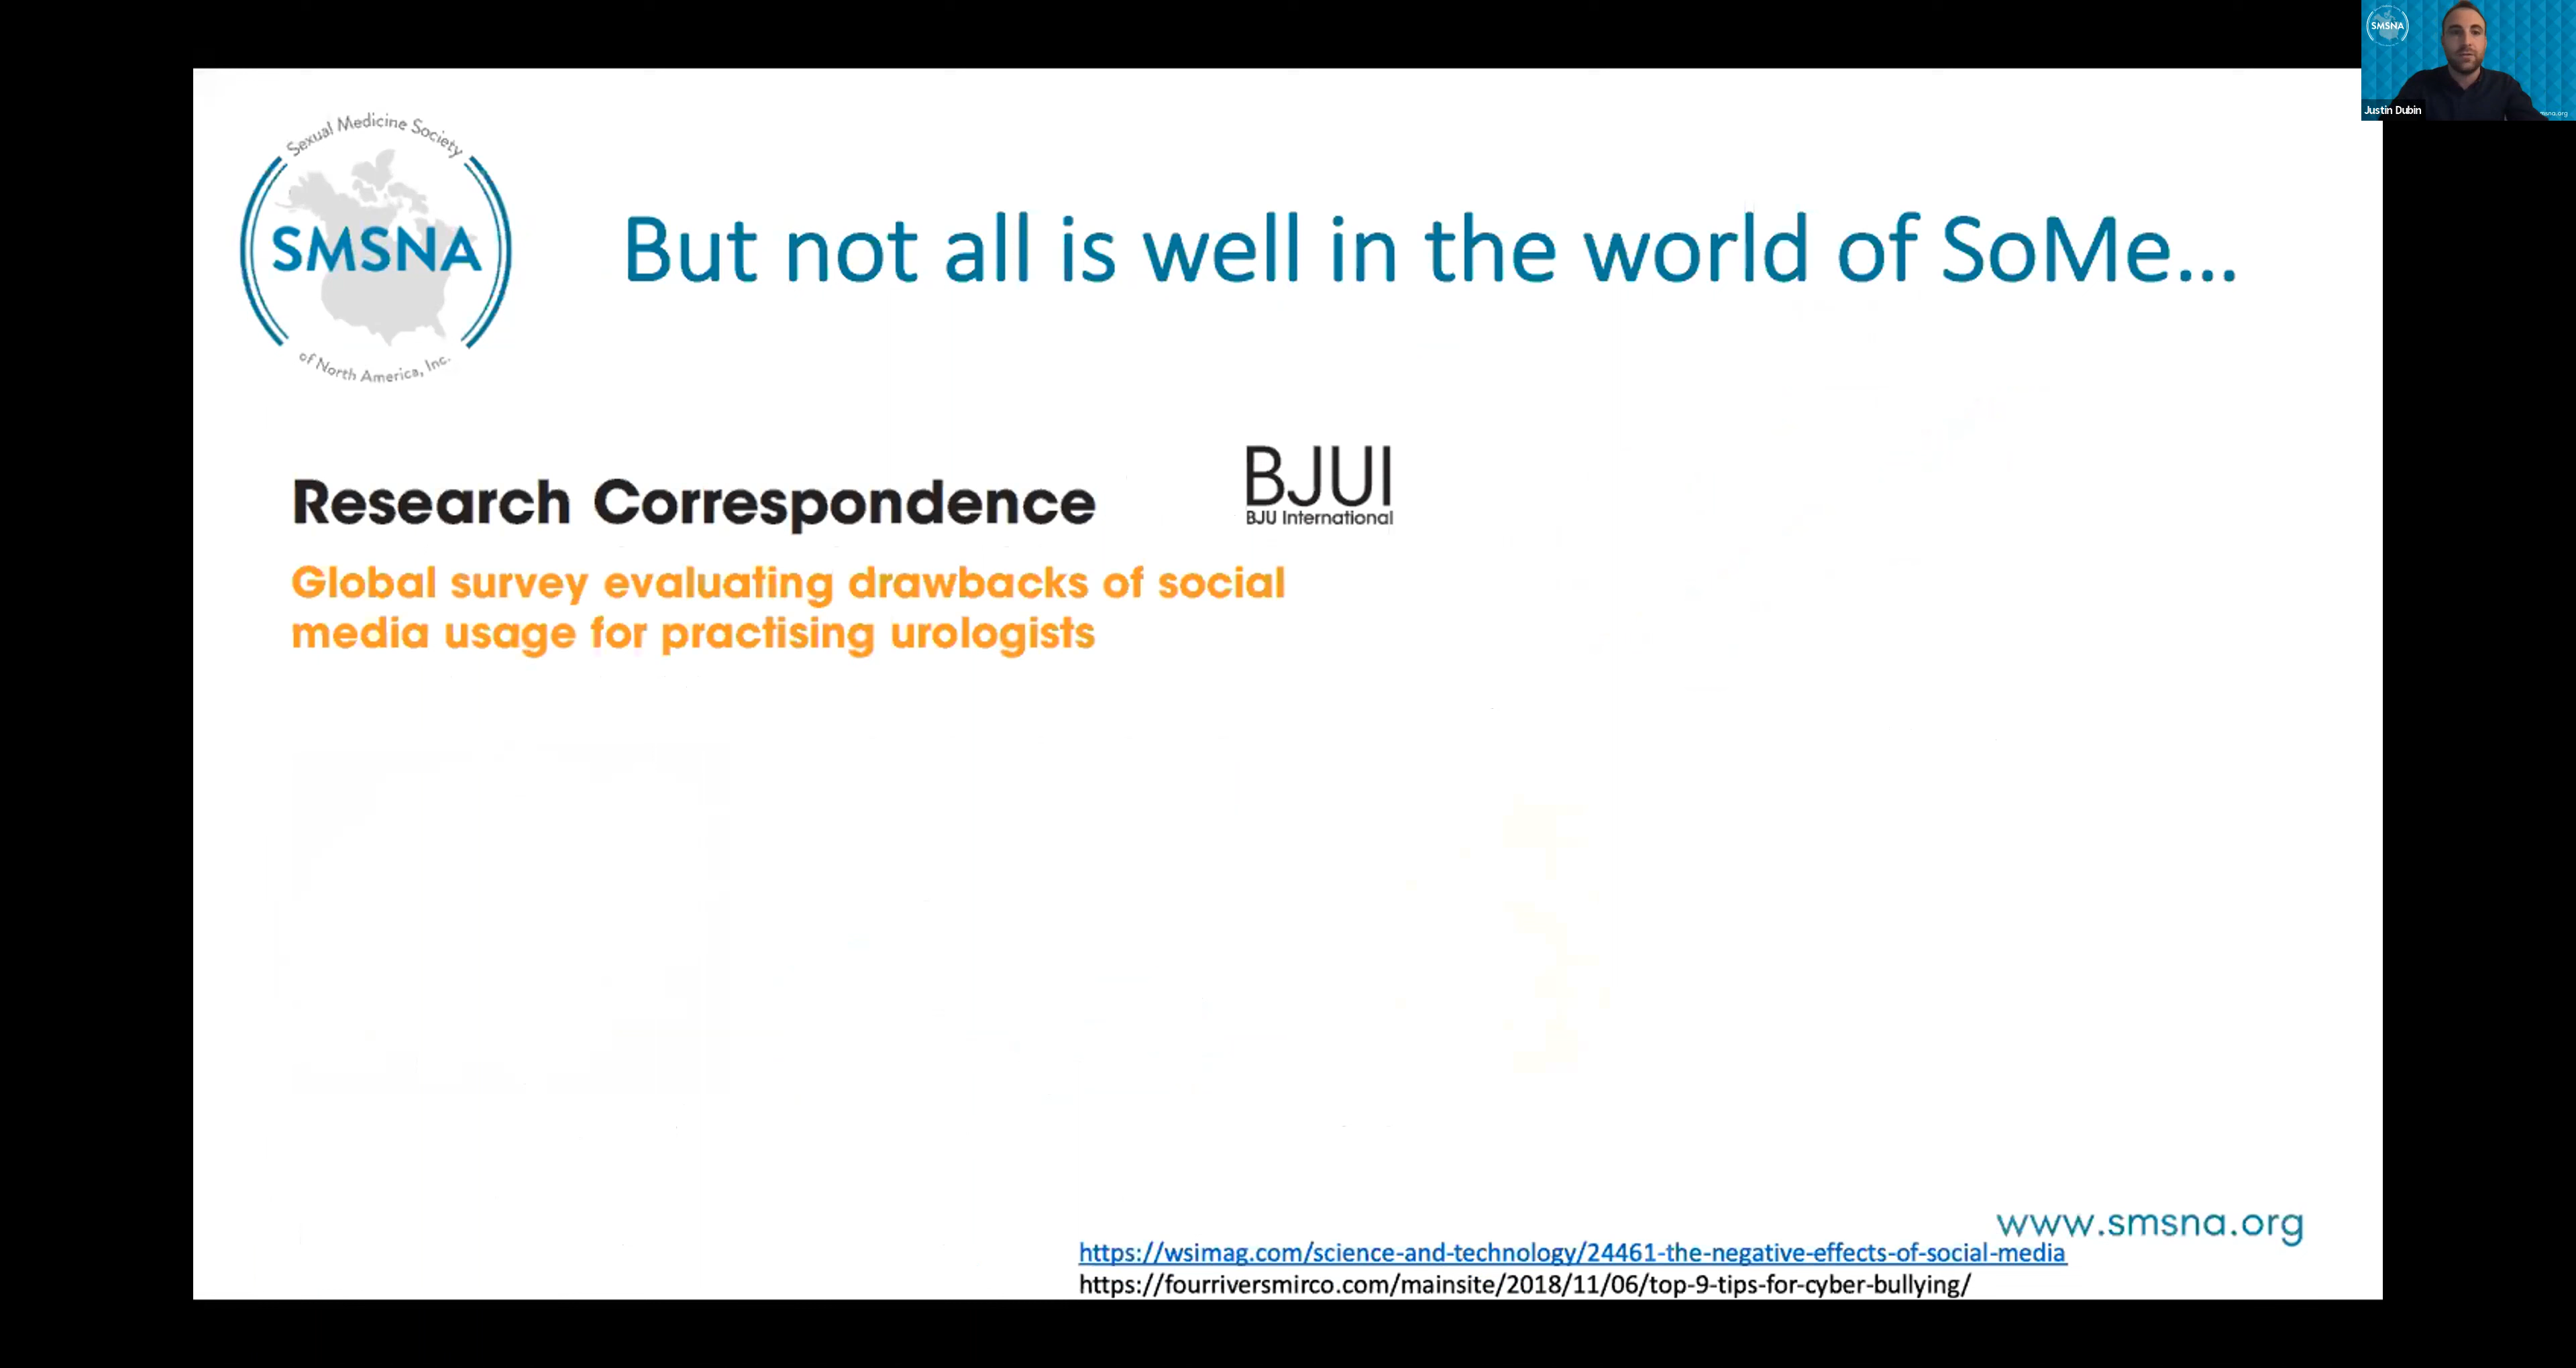 SMSNA
Justin Dubin
smsna.org
Sexual Medicine Society
SMSNA
of North America, Inc.
But not all is well in the world of SoMe...
Research Correspondence
BJUI
BJU International
Global survey evaluating drawbacks of social
media usage for practising urologists
www.smsna.org
https://wsimag.com/science-and-technology/24461-the-negative-effects-of-social-media
https://fourriversmirco.com/mainsite/2018/11/06/top-9-tips-for-cyber-bullying/